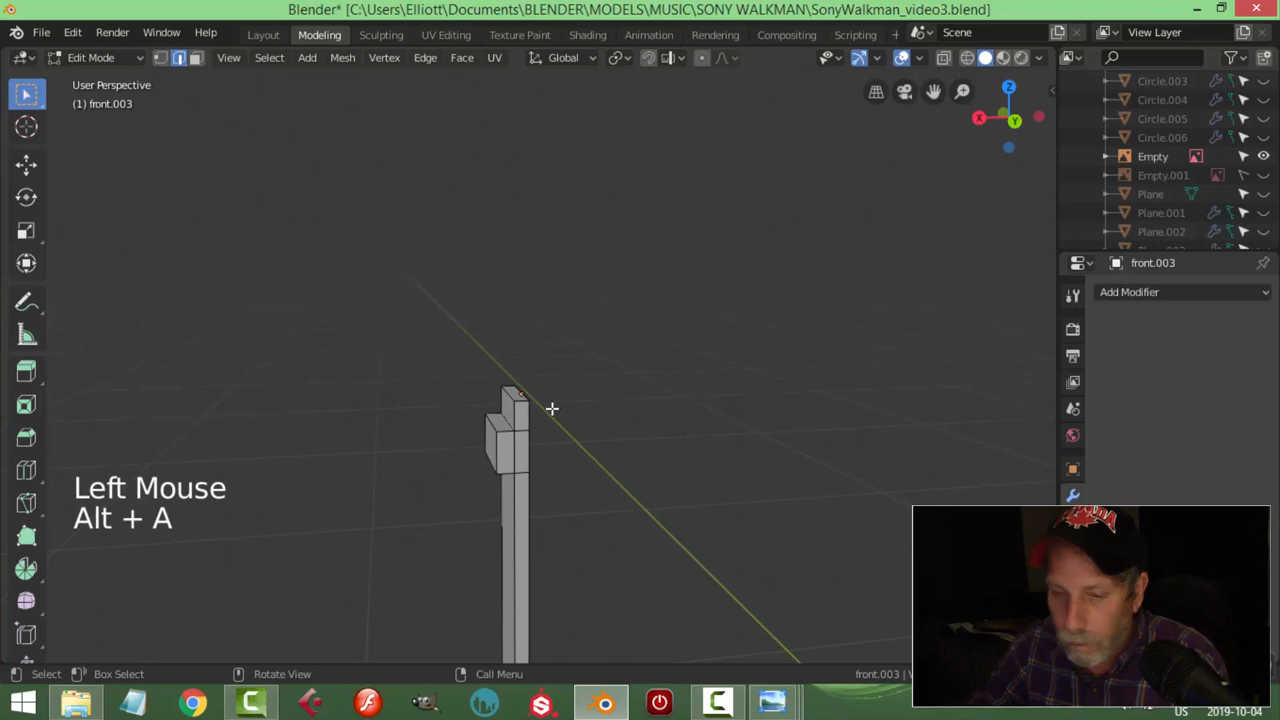 Blender* [C:\Users\Elliott\Documents\BLENDER\MODELS\MUSIC\SONY WALKMAN\SonyWalkman_video3.blend]
File Edit Render Window Help Layout Modeling Sculpting UV Editing Texture Paint Shading Animation Rendering Compositing Scripting + Scene View Layer
Edit Mode View Select Add Mesh Vertex Edge Face UV Global
User Perspective
(1) front.003
Z
X
Y
Circle.003
Circle.004
Circle.005
Circle.006
Empty
Empty.001
Plane
Plane.001
Plane.002
front.003
Add Modifier
Left Mouse
Alt + A
Select Box Select Rotate View Call Menu front.003 |
US
2019-10-04